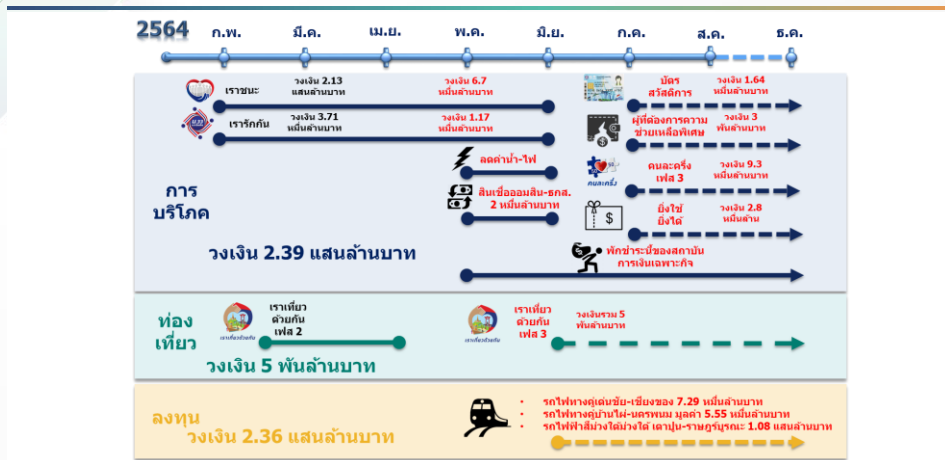 2564
ก.พ.
มี.ค.
เม.ย.
พ.ค.
มิ.ย.
ก.ค.
ส.ค.
ธ.ค.
การ
บริโภค
วงเงิน 2.39 แสนล้านบาท
เราชนะ
วงเงิน 2.13
แสนล้านบาท
วงเงิน 6.7
หมื่นล้านบาท
เรารักกัน
วงเงิน 3.71
หมื่นล้านบาท
วงเงิน 1.17
หมื่นล้านบาท
ลดค่าน้ำ-ไฟ
สินเชื่อออมสิน-ธกส.
2 หมื่นล้านบาท
บัตร
สวัสดิการ
วงเงิน 1.64
หมื่นล้านบาท
ผู้ที่ต้องการความ
ช่วยเหลือพิเศษ
วงเงิน 3
พันล้านบาท
คนละครึ่ง
คนละครึ่ง
เฟส 3
วงเงิน 9.3
หมื่นล้านบาท
ยิ่งใช้
ยิ่งได้
วงเงิน 2.8
หมื่นล้าน
พักชำระหนี้ของสถาบัน
การเงินเฉพาะกิจ
ท่อง
เที่ยว
วงเงิน 5 พันล้านบาท
เราเที่ยวด้วยกัน
เราเที่ยว
ด้วยกัน
เฟส 2
เราเที่ยวด้วยกัน
เราเที่ยว
ด้วยกัน
เฟส 3
วงเงินรวม 5
พันล้านบาท
ลงทุน
วงเงิน 2.36 แสนล้านบาท
• รถไฟทางคู่เด่นชัย-เชียงของ 7.29 หมื่นล้านบาท
• รถไฟทางคู่บ้านไผ่-นครพนม มูลค่า 5.55 หมื่นล้านบาท
• รถไฟฟ้าสีม่วงใต้ม่วงใต้ เตาปูน-ราษฎร์บูรณะ 1.08 แสนล้านบาท